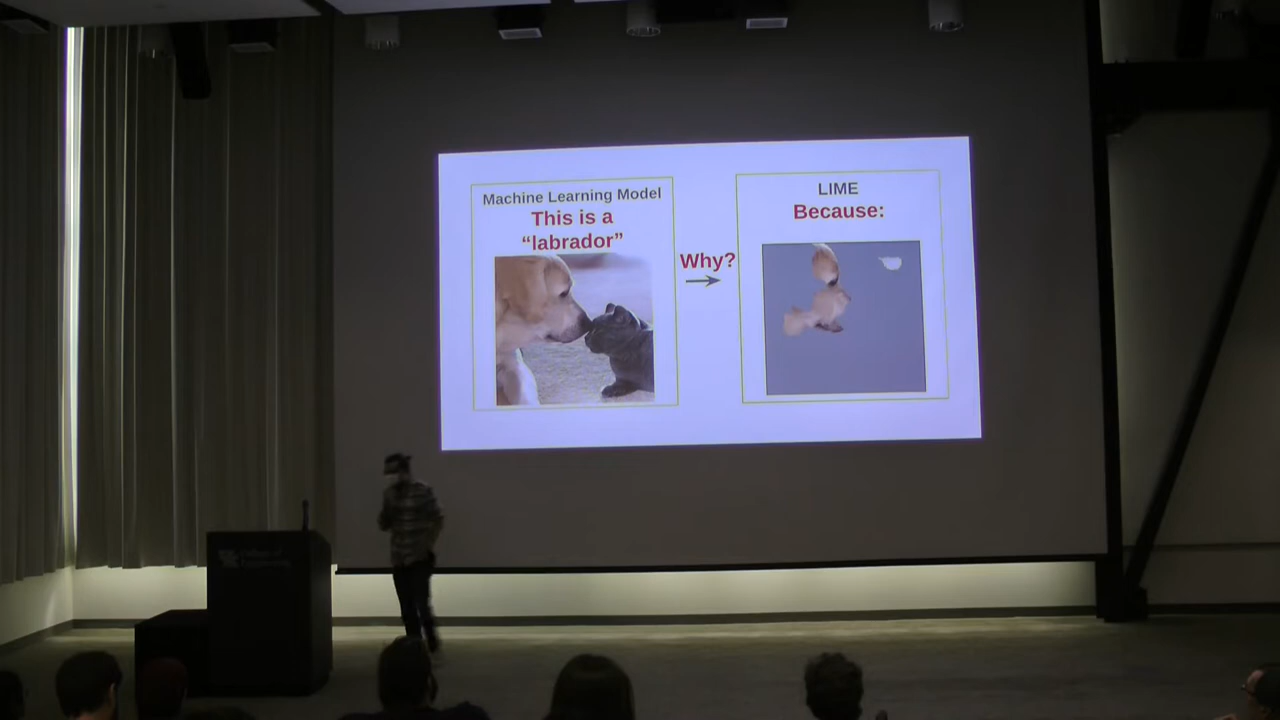 Machine Learning Model
This is a
“labrador”
Why?
LIME
Because: